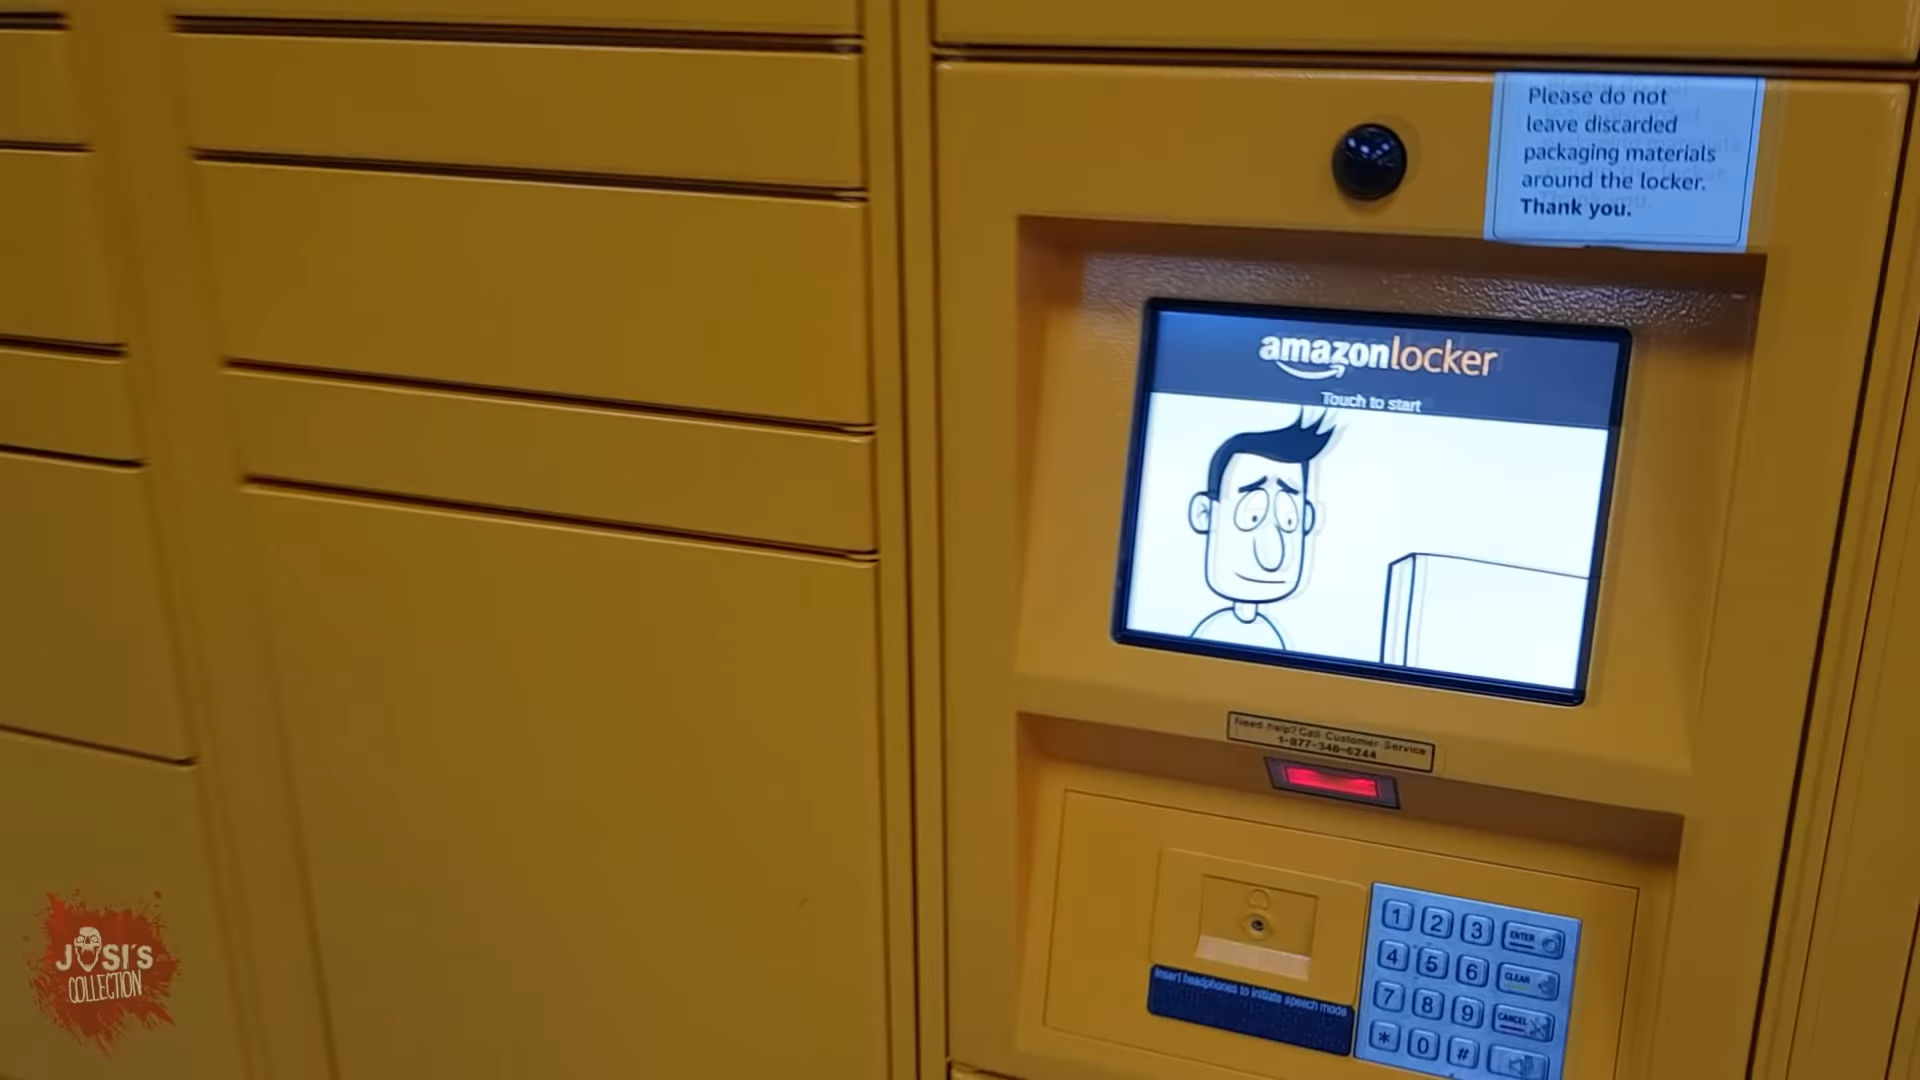 Please do not
leave discarded
packaging materials
around the locker.
Thank you.
amazonlocker
Touch to start
Need help? Call Customer Service
1-877-346-6244
Insert headphones to initiate speech mode
1 2 3 ENTER
4 5 6 CLEAR
7 8 9 CANCEL
* 0 #
JOSI'S
COLLECTION